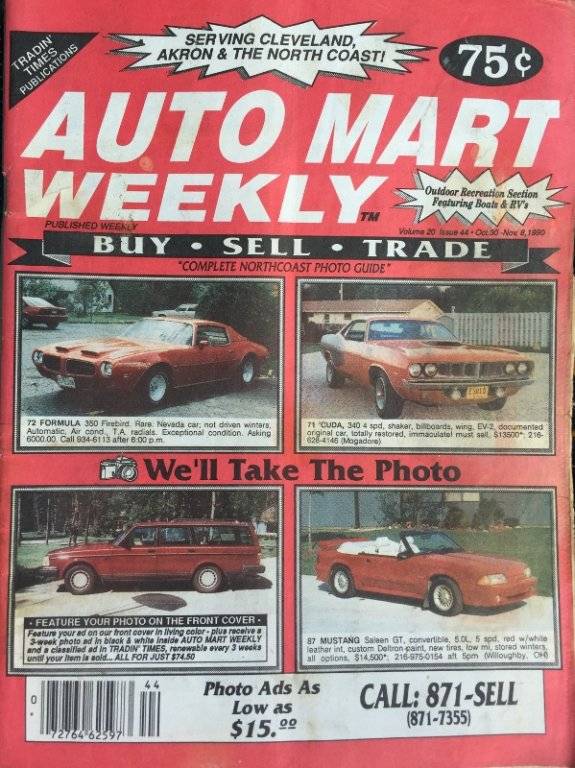 TRADIN'
TIMES
PUBLICATIONS
SERVING CLEVELAND,
AKRON & THE NORTH COAST!
75¢
AUTO MART
WEEKLY™
Outdoor Recreation Section
Featuring Boats & RV's
PUBLISHED WEEKLY
Volume 20 Issue 44 • Oct.30 -Nov. 8, 1990
BUY • SELL • TRADE
"COMPLETE NORTHCOAST PHOTO GUIDE"
72 FORMULA 350 Firebird. Rare. Nevada car; not driven winters,
Automatic, Air cond., T.A. radials. Exceptional condition. Asking
6000.00. Call 934-6113 after 6:00 p.m.
71 'CUDA, 340 4 spd, shaker, billboards, wing, EV-2, documented
original car, totally restored, immaculate! must sell, $13500*; 216-
628-4146 (Mogadore)
We'll Take The Photo
• FEATURE YOUR PHOTO ON THE FRONT COVER •
Feature your ad on our front cover in living color - plus receive a
3-week photo ad in black & white inside AUTO MART WEEKLY
and a classified ad in TRADIN' TIMES, renewable every 3 weeks
until your item is sold... ALL FOR JUST $74.50
87 MUSTANG Saleen GT, convertible, 5.0L, 5 spd, red w/white
leather int, custom Deltron paint, new tires, low mi, stored winters,
all options, $14,500*; 216-975-0154 aft 5pm (Willoughby, OH)
44
0
72764 62597
Photo Ads As
Low as
$15.00
CALL: 871-SELL
(871-7355)